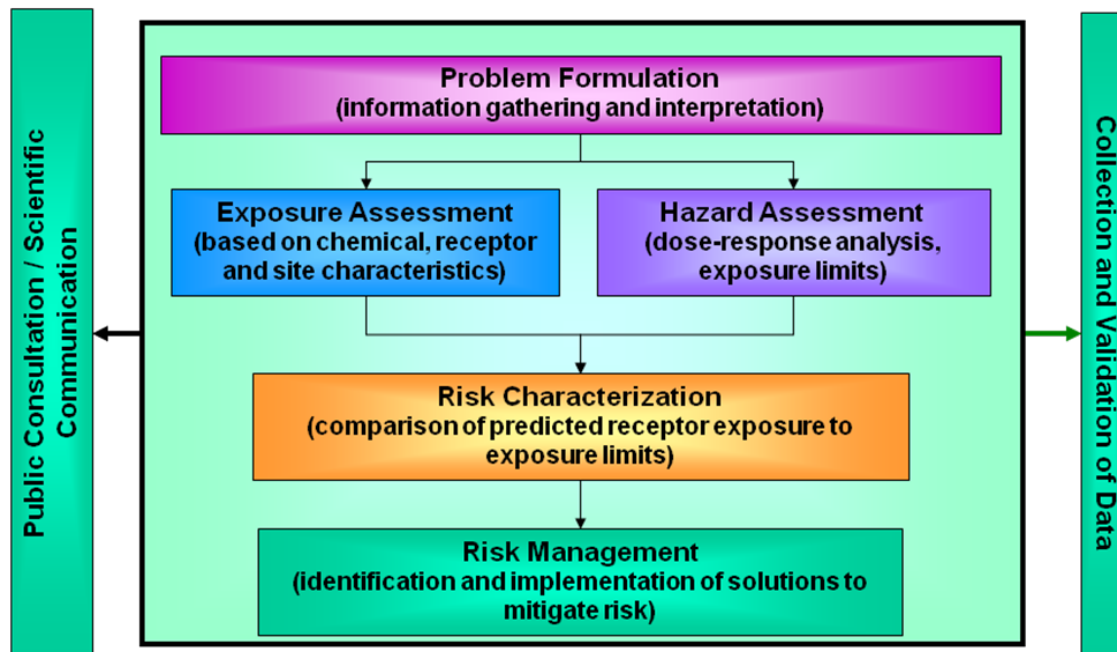 Public Consultation / Scientific
Communication
Problem Formulation
(information gathering and interpretation)
Exposure Assessment
(based on chemical, receptor
and site characteristics)
Hazard Assessment
(dose-response analysis,
exposure limits)
Risk Characterization
(comparison of predicted receptor exposure to
exposure limits)
Risk Management
(identification and implementation of solutions to
mitigate risk)
Collection and Validation of Data